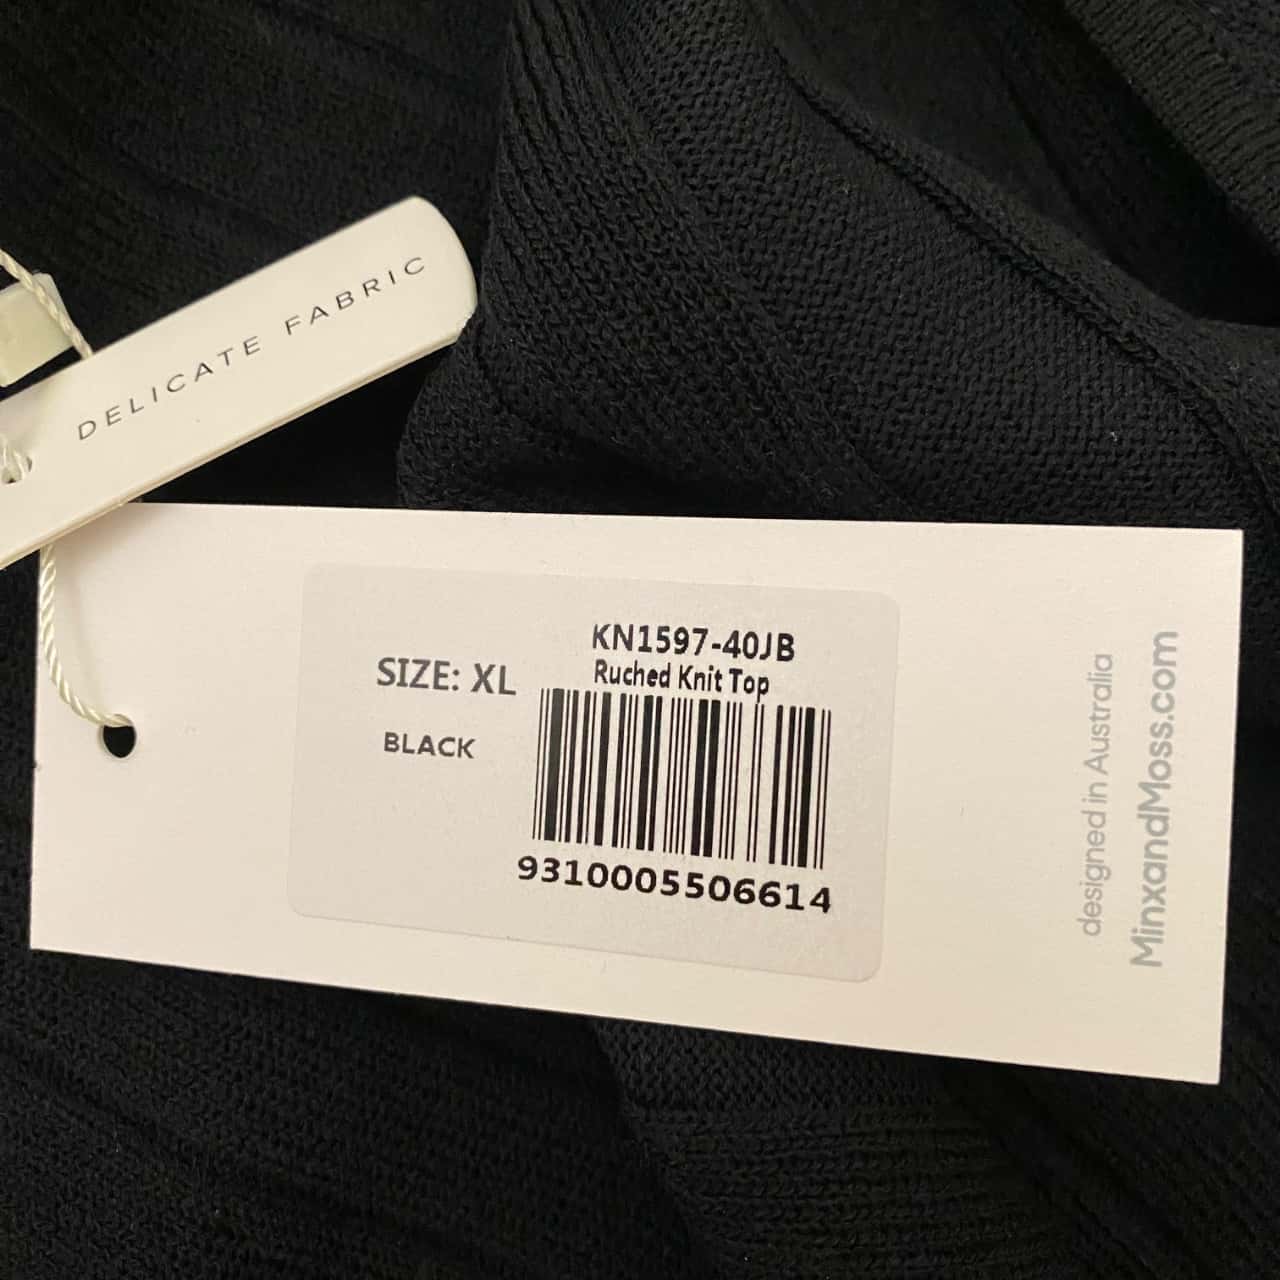 DELICATE FABRIC
KN1597-40JB
Ruched Knit Top
SIZE: XL
BLACK
9310005506614
designed in Australia
MinxandMoss.com